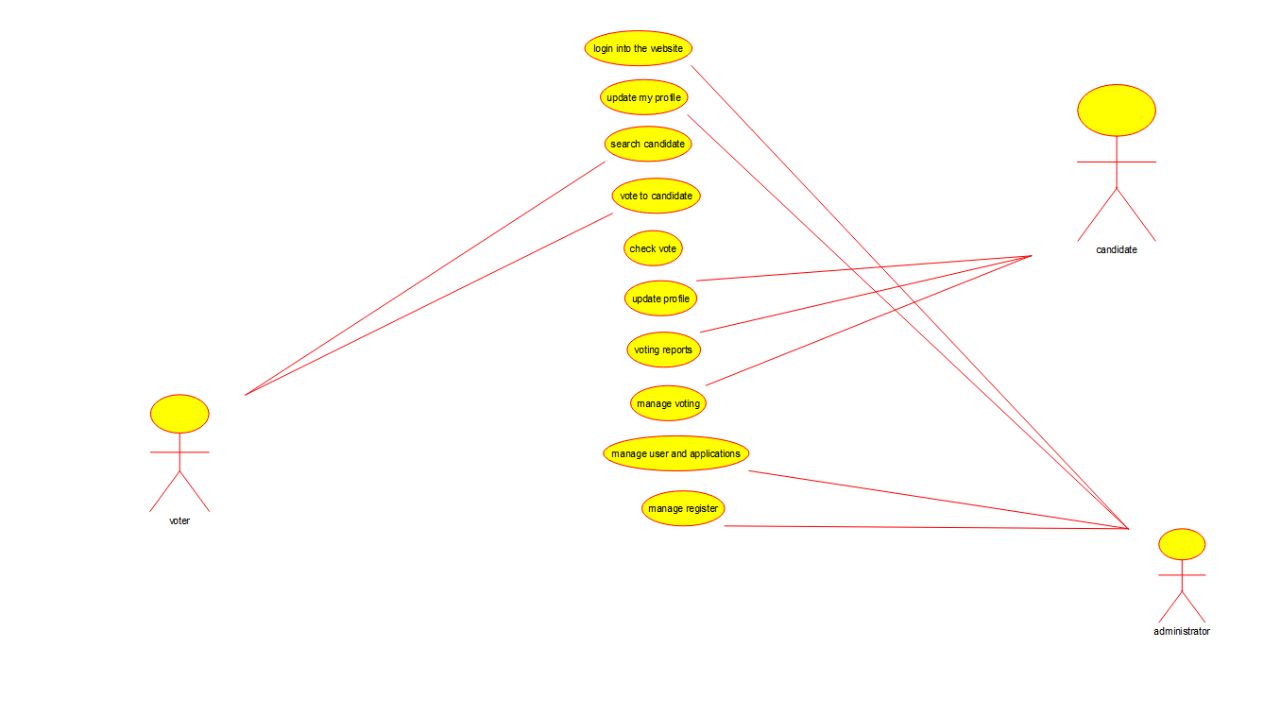 login into the website
update my profile
search candidate
vote to candidate
check vote
update profile
voting reports
manage voting
manage user and applications
manage register
candidate
voter
administrator